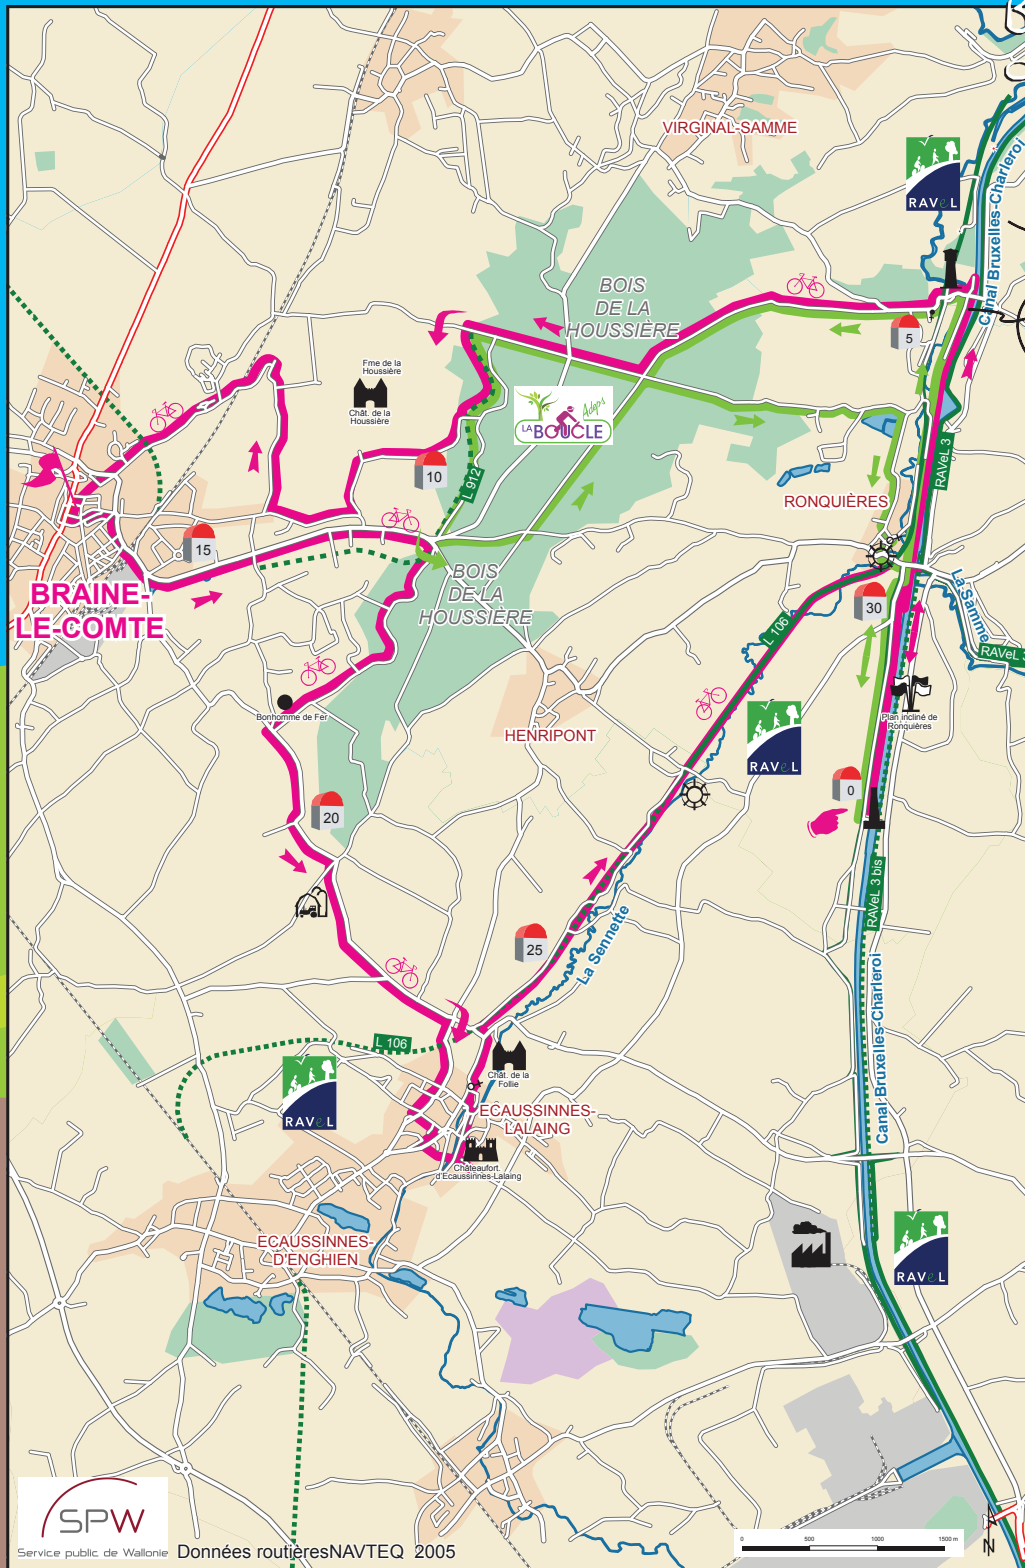 VIRGINAL-SAMME
RAVeL
Canal Bruxelles-Charleroi
BOIS
DE LA
HOUSSIÈRE
5
Fme de la
Houssière
Chât. de la
Houssière
Adeps
LA BOUCLE
10
L 912
RAVeL 3
RONQUIÈRES
15
BRAINE-
LE-COMTE
BOIS
DE LA
HOUSSIÈRE
La Samme
30
L 106
RAVeL 3
Bonhomme de Fer
HENRIPONT
Plan incliné de
Ronquières
RAVeL
0
20
RAVeL 3 bis
25
La Sennette
Canal Bruxelles-Charleroi
L 106
Chât. de la
Follie
RAVeL
ECAUSSINNES-
LALAING
Châteaufort.
d'Ecaussinnes-Lalaing
ECAUSSINNES-
D'ENGHIEN
RAVeL
SPW
Service public de Wallonie
Données routièresNAVTEQ 2005
0 500 1000 1500 m
N